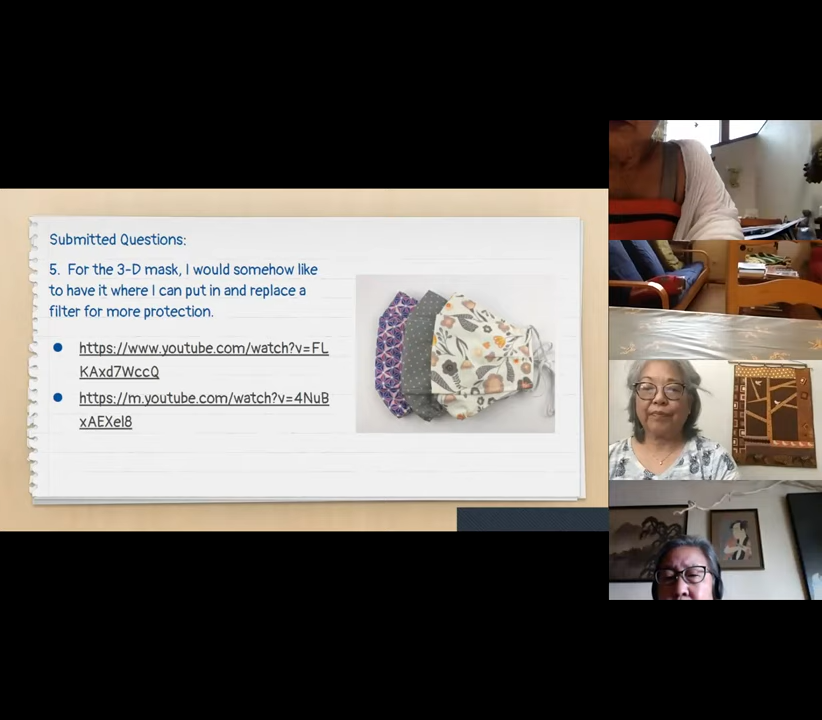 Submitted Questions:
5. For the 3-D mask, I would somehow like
to have it where I can put in and replace a
filter for more protection.
https://www.youtube.com/watch?v=FL
KAxd7WccQ
https://m.youtube.com/watch?v=4NuB
xAEXel8